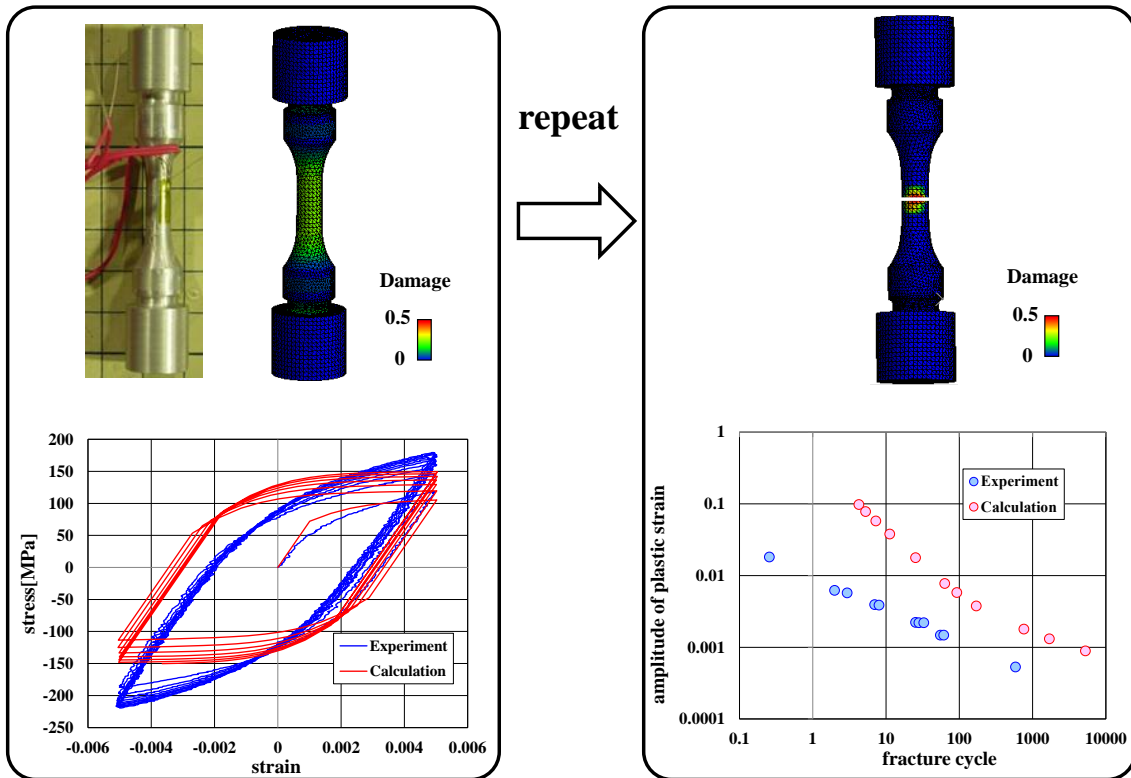 repeat
Damage
0.5
0
Damage
0.5
0
stress[MPa]
200
150
100
50
0
-50
-100
-150
-200
-250
-0.006
-0.004
-0.002
0
0.002
0.004
0.006
strain
Experiment
Calculation
amplitude of plastic strain
1
0.1
0.01
0.001
0.0001
0.1
1
10
100
1000
10000
fracture cycle
Experiment
Calculation